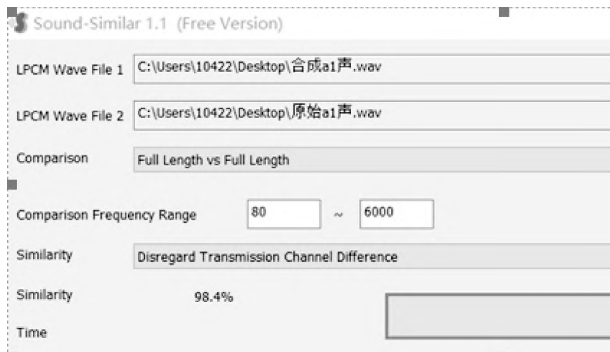 Sound-Similar 1.1 (Free Version)
LPCM Wave File 1 C:\Users\10422\Desktop\合成a1声.wav
LPCM Wave File 2 C:\Users\10422\Desktop\原始a1声.wav
Comparison Full Length vs Full Length
Comparison Frequency Range 80 ~ 6000
Similarity Disregard Transmission Channel Difference
Similarity 98.4%
Time